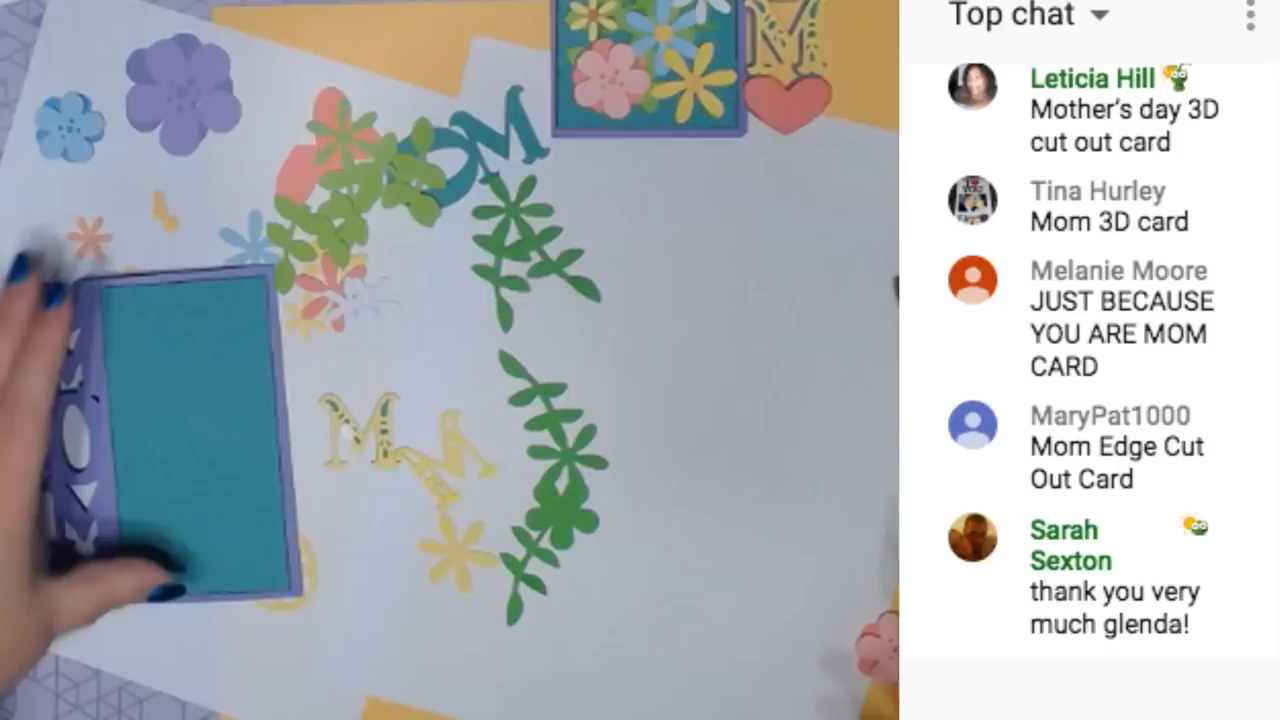 Top chat
Leticia Hill
Mother's day 3D
cut out card
Tina Hurley
Mom 3D card
Melanie Moore
JUST BECAUSE
YOU ARE MOM
CARD
MaryPat1000
Mom Edge Cut
Out Card
Sarah
Sexton
thank you very
much glenda!
M
OM
M
M